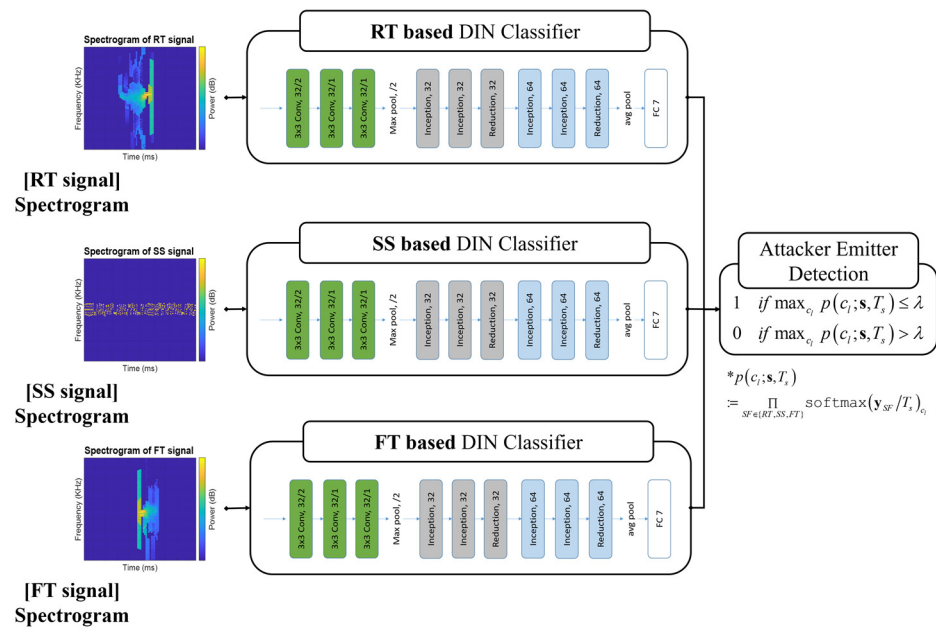 RT based DIN Classifier
Spectrogram of RT signal
Frequency (KHz)
Power (dB)
Time (ms)
[RT signal]
Spectrogram
3x3 Conv, 32/2
3x3 Conv, 32/1
3x3 Conv, 32/1
Max pool, /2
Inception, 32
Inception, 32
Reduction, 32
Inception, 64
Inception, 64
Reduction, 64
avg pool
FC 7
SS based DIN Classifier
Spectrogram of SS signal
Frequency (KHz)
Power (dB)
Time (ms)
[SS signal]
Spectrogram
3x3 Conv, 32/2
3x3 Conv, 32/1
3x3 Conv, 32/1
Max pool, /2
Inception, 32
Inception, 32
Reduction, 32
Inception, 64
Inception, 64
Reduction, 64
avg pool
FC 7
FT based DIN Classifier
Spectrogram of FT signal
Frequency (KHz)
Power (dB)
Time (ms)
[FT signal]
Spectrogram
3x3 Conv, 32/2
3x3 Conv, 32/1
3x3 Conv, 32/1
Max pool, /2
Inception, 32
Inception, 32
Reduction, 32
Inception, 64
Inception, 64
Reduction, 64
avg pool
FC 7
Attacker Emitter
Detection
1 if max_{c_l} p(c_l; s, T_s) ≤ λ
0 if max_{c_l} p(c_l; s, T_s) > λ
*p(c_l; s, T_s)
:= ∏_{SF∈{RT,SS,FT}} softmax(y_{SF}/T_s)_{c_l}